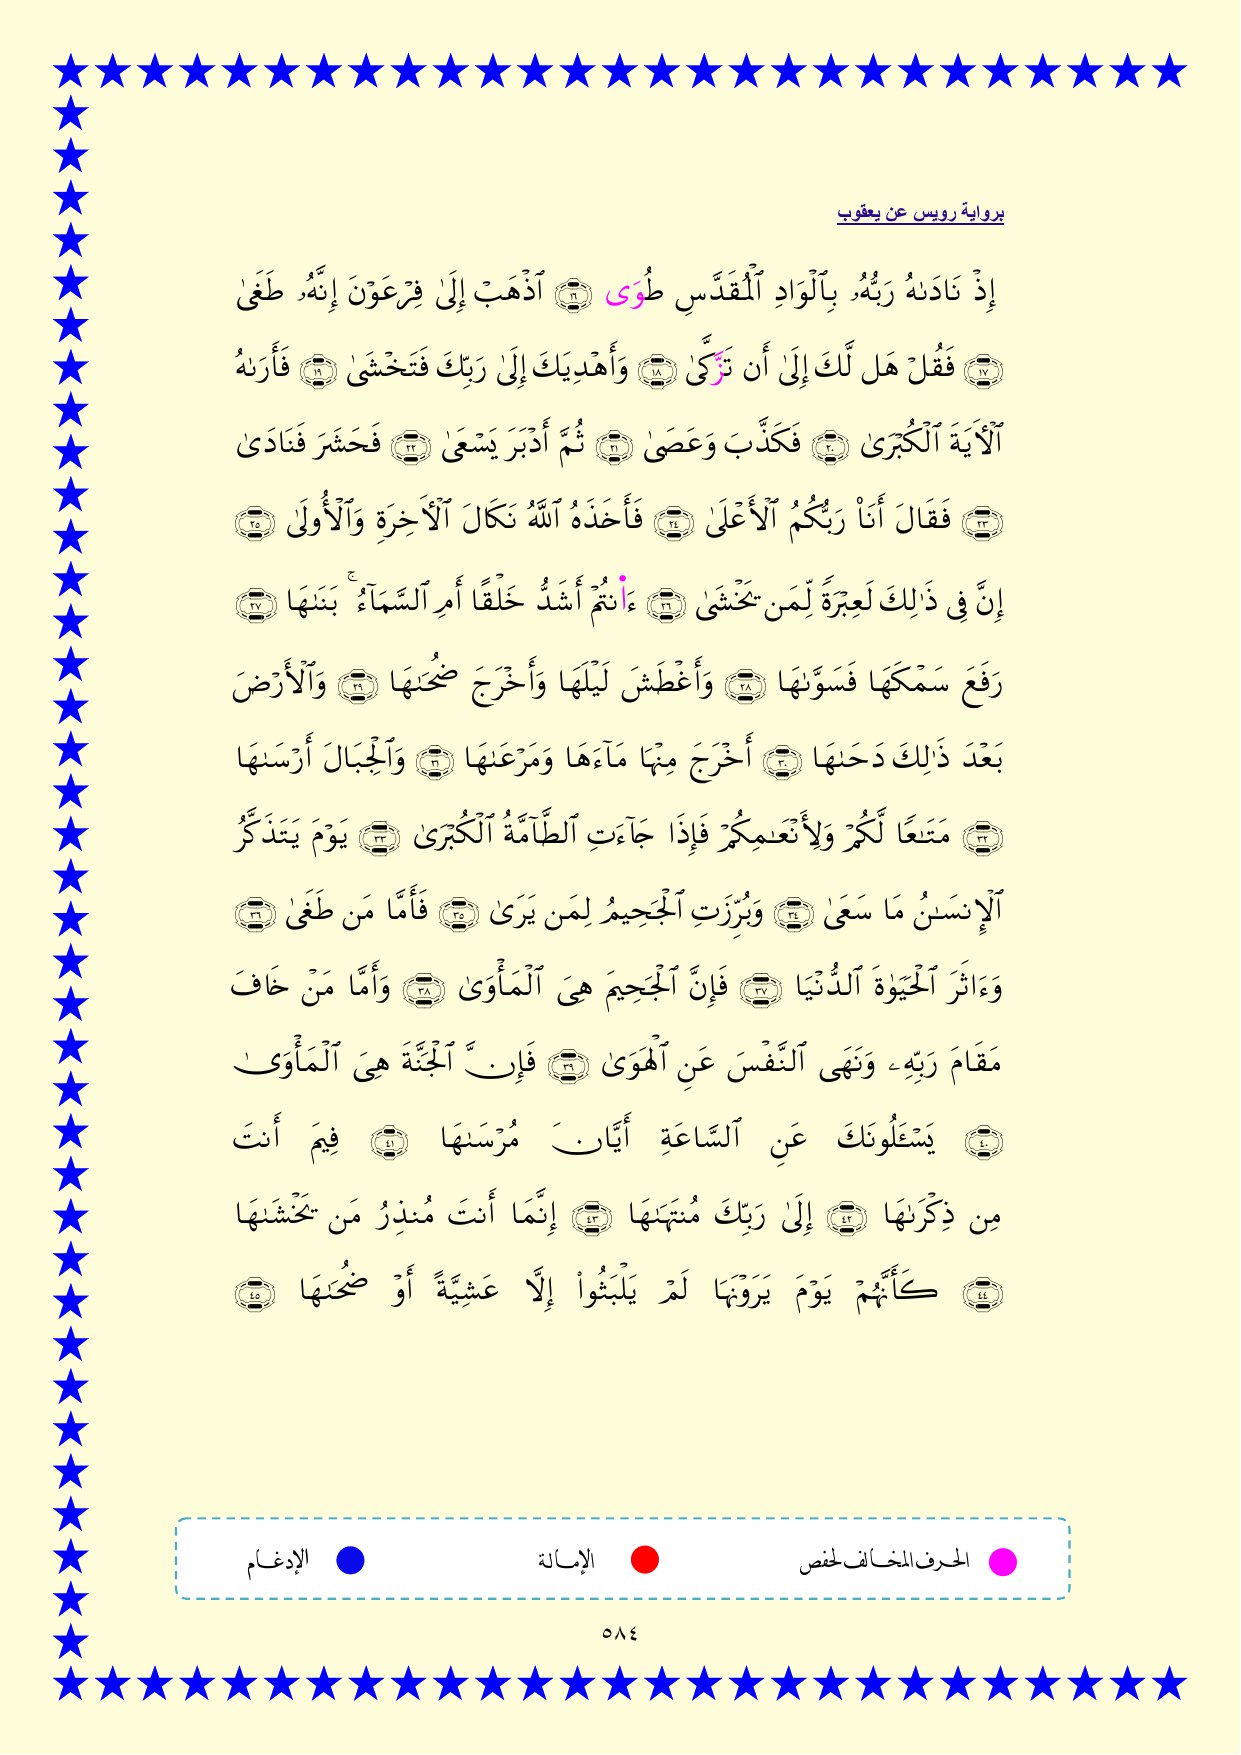 برواية رويس عن يعقوب
إِذۡ نَادَىٰهُ رَبُّهُۥ بِٱلۡوَادِ ٱلۡمُقَدَّسِ طُوَى ١٦ ٱذۡهَبۡ إِلَىٰ فِرۡعَوۡنَ إِنَّهُۥ طَغَىٰ
١٧ فَقُلۡ هَل لَّكَ إِلَىٰٓ أَن تَزَّكَّىٰ ١٨ وَأَهۡدِيَكَ إِلَىٰ رَبِّكَ فَتَخۡشَىٰ ١٩ فَأَرَىٰهُ
ٱلۡأٓيَةَ ٱلۡكُبۡرَىٰ ٢٠ فَكَذَّبَ وَعَصَىٰ ٢١ ثُمَّ أَدۡبَرَ يَسۡعَىٰ ٢٢ فَحَشَرَ فَنَادَىٰ
٢٣ فَقَالَ أَنَا۠ رَبُّكُمُ ٱلۡأَعۡلَىٰ ٢٤ فَأَخَذَهُ ٱللَّهُ نَكَالَ ٱلۡأٓخِرَةِ وَٱلۡأُولَىٰ ٢٥
إِنَّ فِي ذَٰلِكَ لَعِبۡرَةٗ لِّمَن يَخۡشَىٰ ٢٦ ءَا۬نتُمۡ أَشَدُّ خَلۡقًا أَمِ ٱلسَّمَآءُۚ بَنَىٰهَا ٢٧
رَفَعَ سَمۡكَهَا فَسَوَّىٰهَا ٢٨ وَأَغۡطَشَ لَيۡلَهَا وَأَخۡرَجَ ضُحَىٰهَا ٢٩ وَٱلۡأَرۡضَ
بَعۡدَ ذَٰلِكَ دَحَىٰهَا ٣٠ أَخۡرَجَ مِنۡهَا مَآءَهَا وَمَرۡعَىٰهَا ٣١ وَٱلۡجِبَالَ أَرۡسَىٰهَا
٣٢ مَتَٰعٗا لَّكُمۡ وَلِأَنۡعَٰمِكُمۡ فَإِذَا جَآءَتِ ٱلطَّآمَّةُ ٱلۡكُبۡرَىٰ ٣٣ يَوۡمَ يَتَذَكَّرُ
ٱلۡإِنسَٰنُ مَا سَعَىٰ ٣٤ وَبُرِّزَتِ ٱلۡجَحِيمُ لِمَن يَرَىٰ ٣٥ فَأَمَّا مَن طَغَىٰ ٣٦
وَءَاثَرَ ٱلۡحَيَوٰةَ ٱلدُّنۡيَا ٣٧ فَإِنَّ ٱلۡجَحِيمَ هِيَ ٱلۡمَأۡوَىٰ ٣٨ وَأَمَّا مَنۡ خَافَ
مَقَامَ رَبِّهِۦ وَنَهَى ٱلنَّفۡسَ عَنِ ٱلۡهَوَىٰ ٣٩ فَإِنَّ ٱلۡجَنَّةَ هِيَ ٱلۡمَأۡوَىٰ
٤٠ يَسۡـَٔلُونَكَ عَنِ ٱلسَّاعَةِ أَيَّانَ مُرۡسَىٰهَا ٤١ فِيمَ أَنتَ
مِن ذِكۡرَىٰهَا ٤٢ إِلَىٰ رَبِّكَ مُنتَهَىٰهَا ٤٣ إِنَّمَا أَنتَ مُنذِرُ مَن يَخۡشَىٰهَا
٤٤ كَأَنَّهُمۡ يَوۡمَ يَرَوۡنَهَا لَمۡ يَلۡبَثُوا۟ إِلَّا عَشِيَّةً أَوۡ ضُحَىٰهَا ٤٥
الحرف المخالف لحفص الإمالة الإدغام
٥٨٤